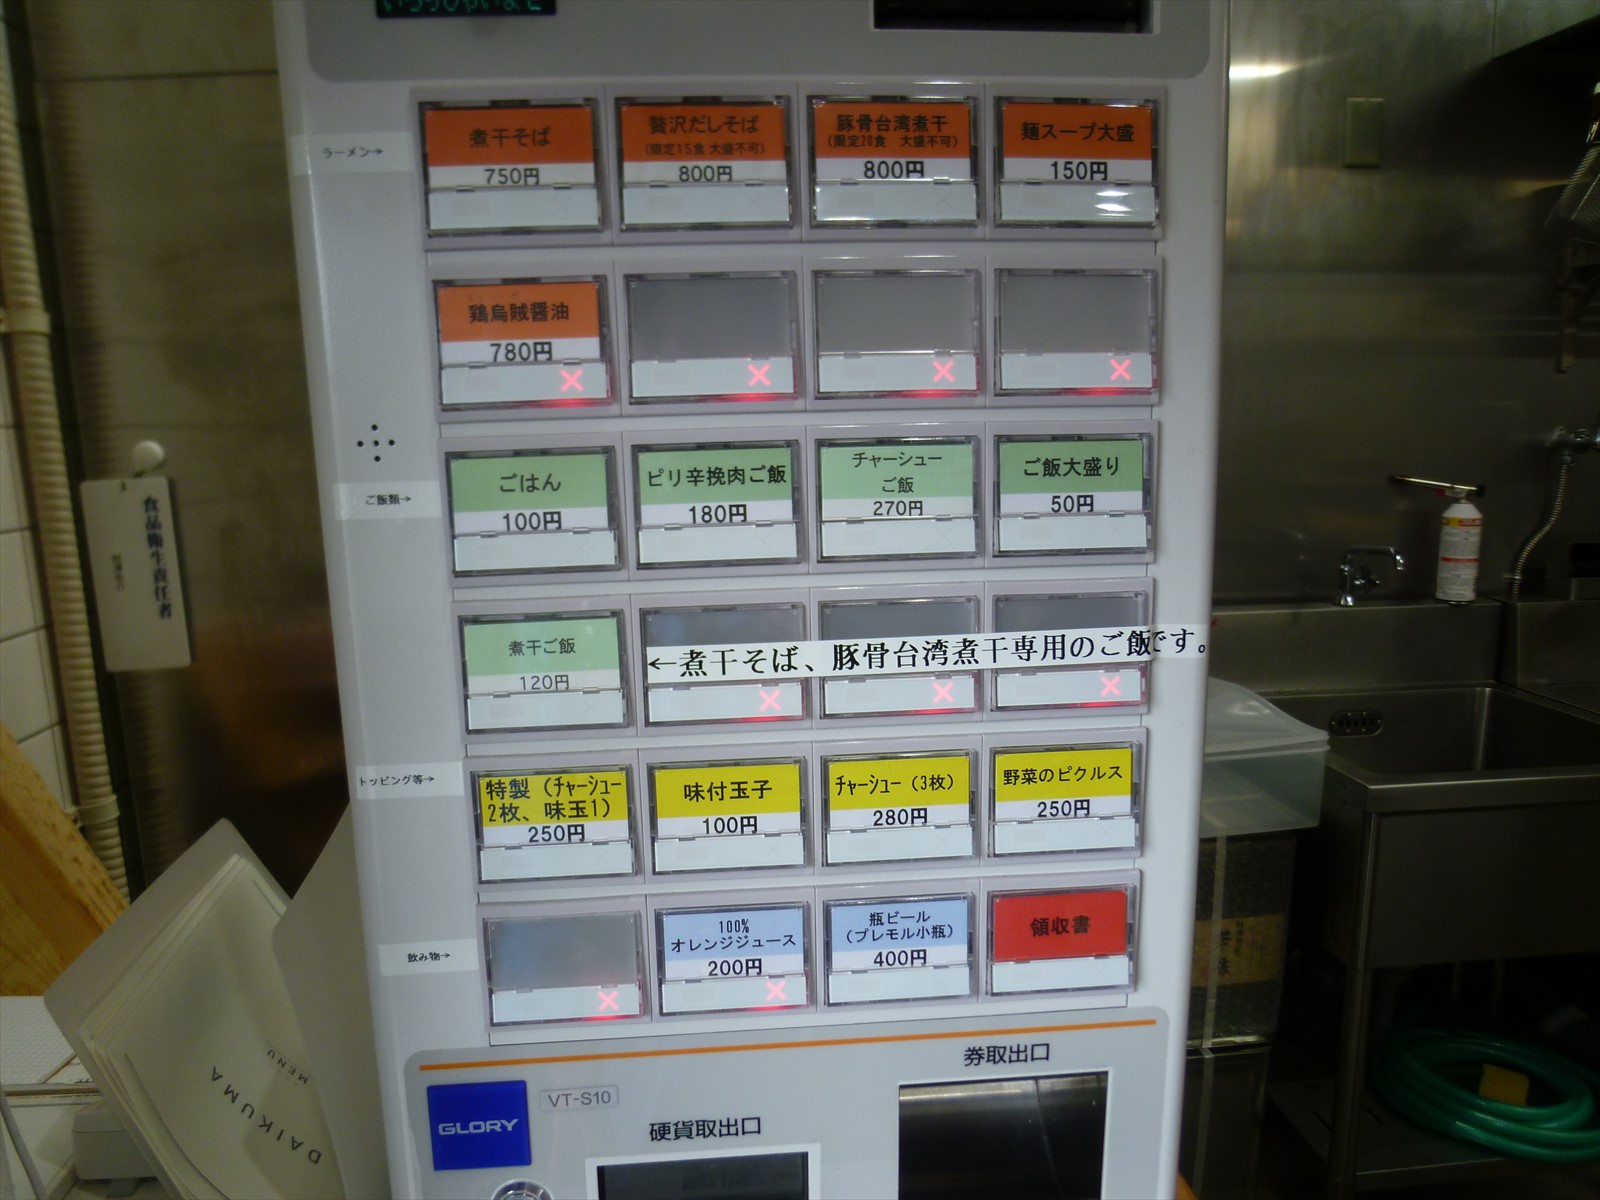 いらっしゃいませ
ラーメン→
煮干そば
750円
贅沢だしそば
(限定15食 大盛不可)
800円
豚骨台湾煮干
(限定20食 大盛不可)
800円
麺スープ大盛
150円
鶏烏賊醤油
780円
×
×
×
×
ご飯類→
ごはん
100円
ピリ辛挽肉ご飯
180円
チャーシュー
ご飯
270円
ご飯大盛り
50円
煮干ご飯
120円
←煮干そば、豚骨台湾煮干専用のご飯です。
×
×
×
トッピング等→
特製（チャーシュー
2枚、味玉1）
250円
味付玉子
100円
チャーシュー（3枚）
280円
野菜のピクルス
250円
飲み物→
×
100%
オレンジジュース
200円
×
瓶ビール
（プレモル小瓶）
400円
領収書
券取出口
GLORY
VT-S10
硬貨取出口
食品衛生責任者
MENU
DAIKUMA